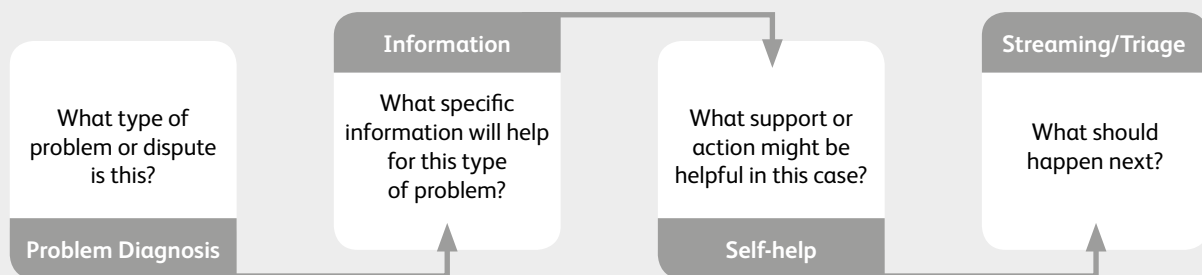 What type of
problem or dispute
is this?
Problem Diagnosis
Information
What specific
information will help
for this type
of problem?
What support or
action might be
helpful in this case?
Self-help
Streaming/Triage
What should
happen next?